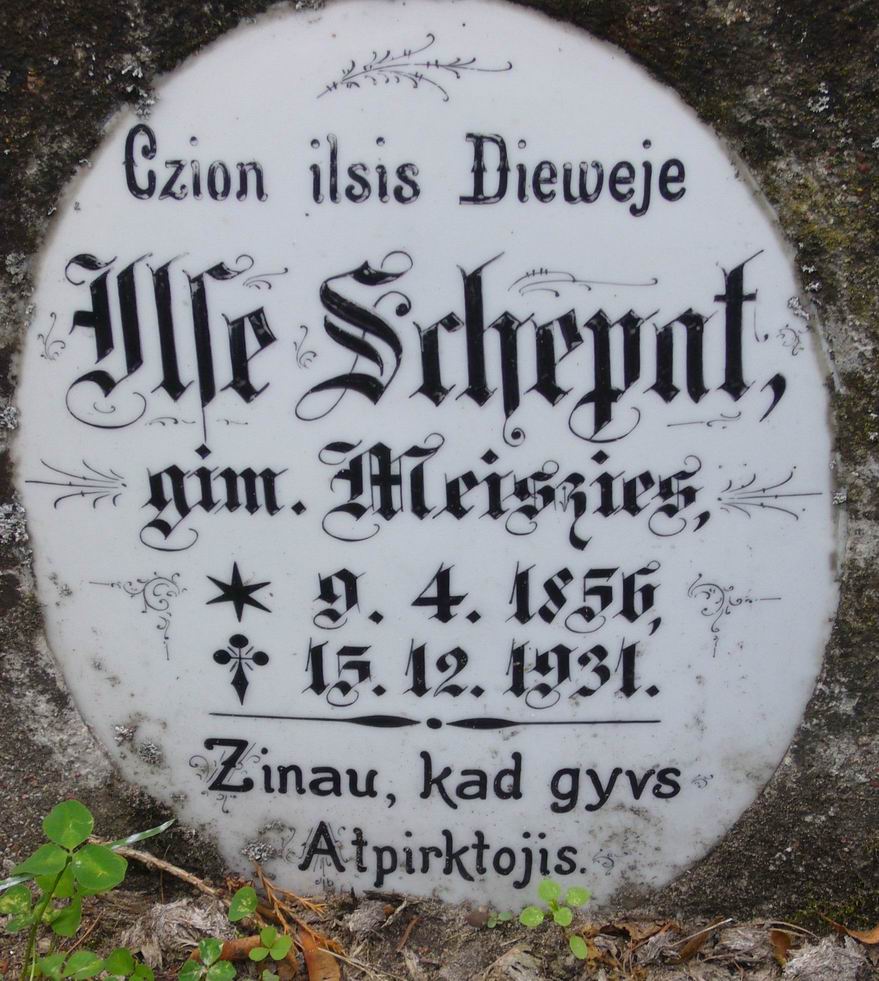 Czion ilsis Dieweje
Ilse Schepat,
gim. Meiszies,
* 9. 4. 1856,
† 15. 12. 1931.
Zinau, kad gyvs
Atpirktojis.